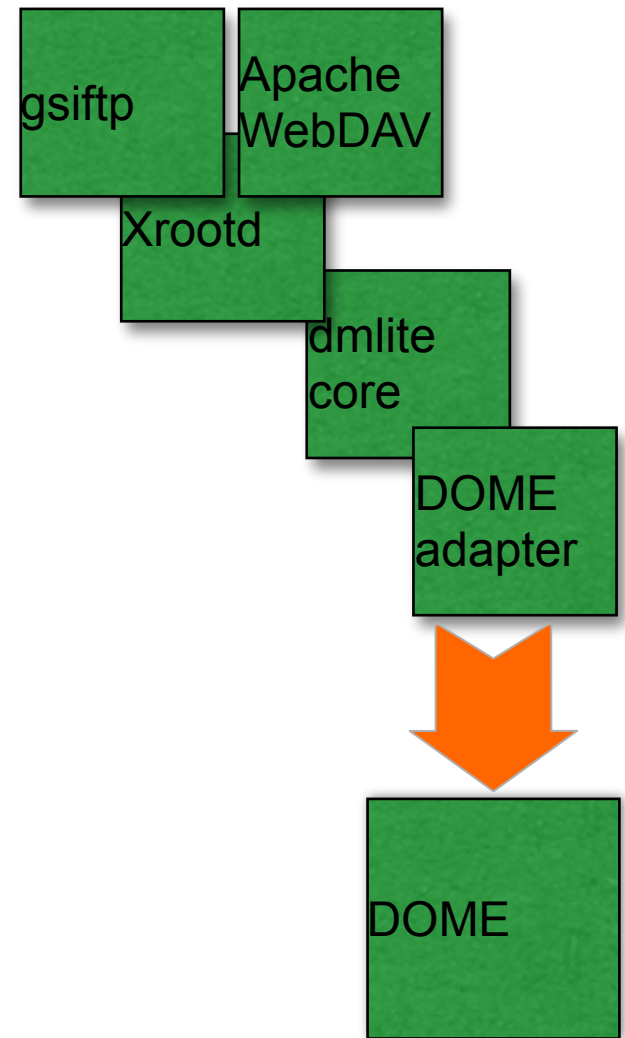 gsiftp
Apache
WebDAV
Xrootd
dmlite
core
DOME
adapter
DOME